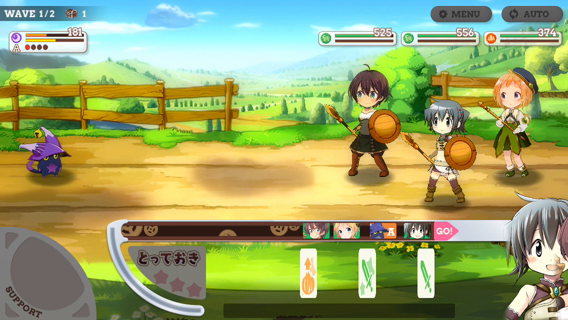 WAVE 1/2 1
MENU
AUTO
181
A
525
556
374
GO!
とっておき
SUPPORT